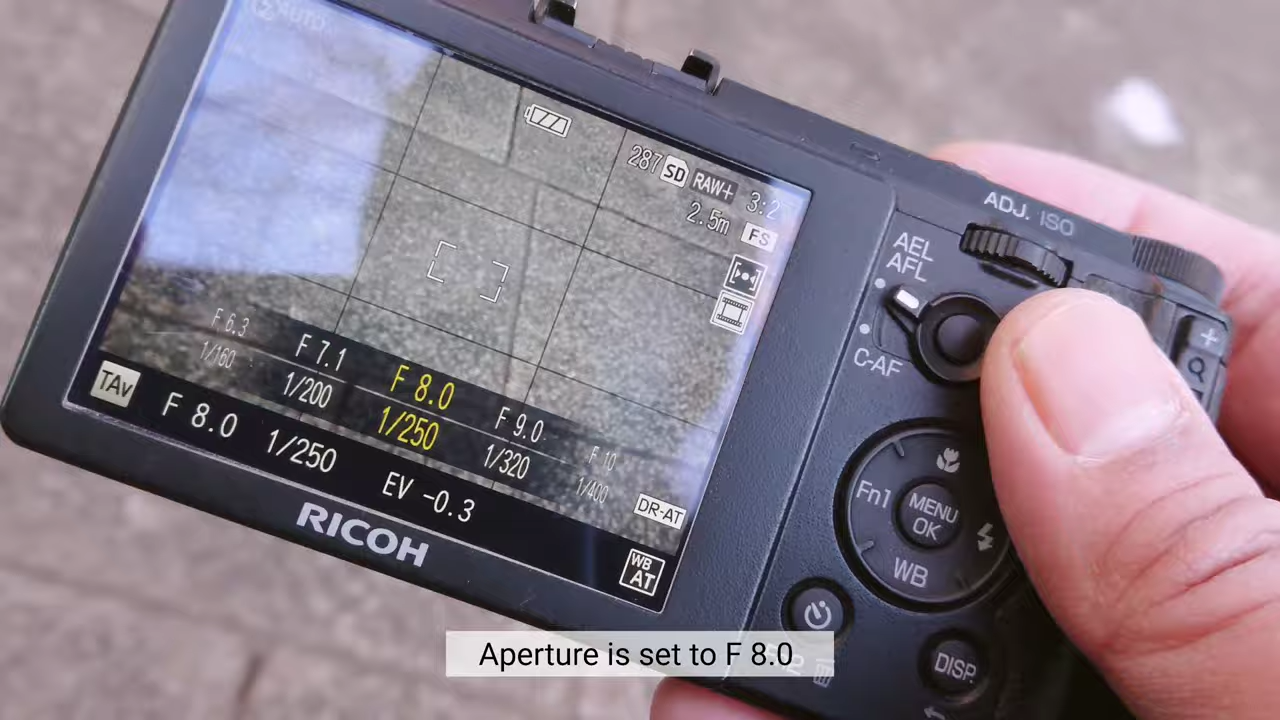 AUTO
287 SD RAW+ 3:2
2.5m FS
F 6.3 F 7.1 F 8.0 F 9.0 F 10
1/160 1/200 1/250 1/320 1/400
TAv F 8.0 1/250 EV -0.3
DR-AT
WB
AT
RICOH
ADJ. ISO
AEL
AFL
C-AF
Fn1
MENU
OK
WB
DISP.
Aperture is set to F 8.0